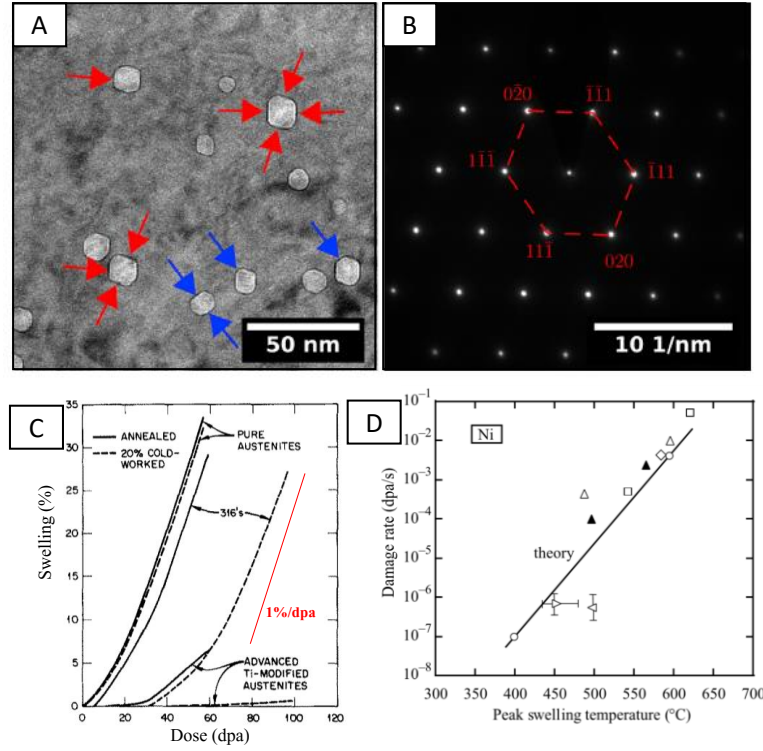 A
50 nm
B
02̄0
1̄1̄1
11̄1̄
1̄11
111̄
020
10 1/nm
C
35
30
25
20
15
10
5
0
Swelling (%)
ANNEALED
20% COLD-
WORKED
PURE
AUSTENITES
316's
1%/dpa
ADVANCED
Ti-MODIFIED
AUSTENITES
0 20 40 60 80 100 120
Dose (dpa)
D
10⁻¹
10⁻²
10⁻³
10⁻⁴
10⁻⁵
10⁻⁶
10⁻⁷
10⁻⁸
Damage rate (dpa/s)
Ni
theory
300 350 400 450 500 550 600 650 700
Peak swelling temperature (°C)